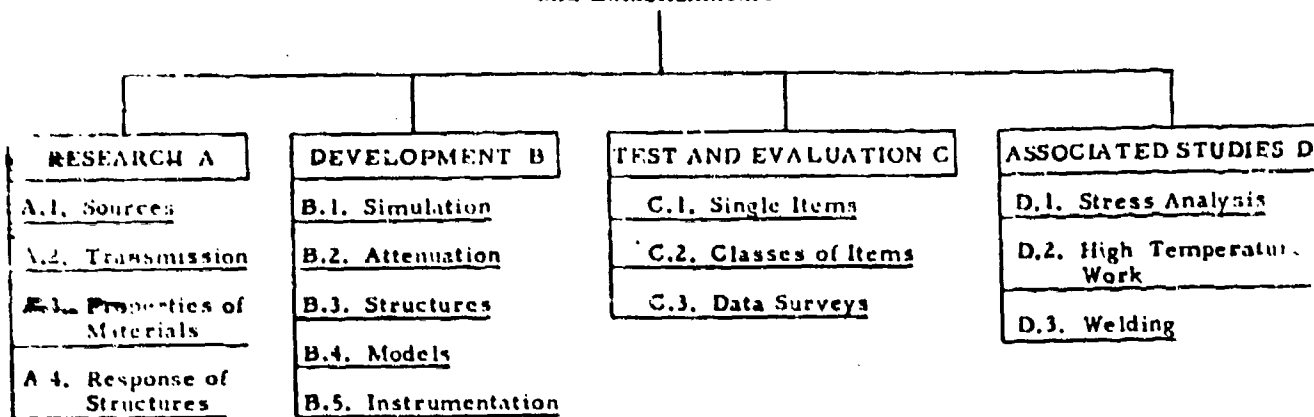 RESEARCH A
A.1. Sources
A.2. Transmission
A.3. Properties of
Materials
A 4. Response of
Structures
DEVELOPMENT B
B.1. Simulation
B.2. Attenuation
B.3. Structures
B.4. Models
B.5. Instrumentation
TEST AND EVALUATION C
C.1. Single Items
C.2. Classes of Items
C.3. Data Surveys
ASSOCIATED STUDIES D
D.1. Stress Analysis
D.2. High Temperature
Work
D.3. Welding